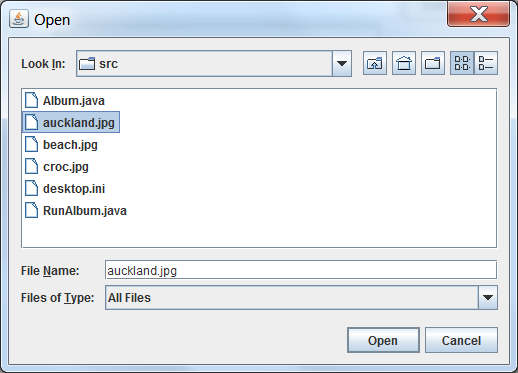 Open
Look In: src
Album.java
auckland.jpg
beach.jpg
croc.jpg
desktop.ini
RunAlbum.java
File Name: auckland.jpg
Files of Type: All Files
Open Cancel